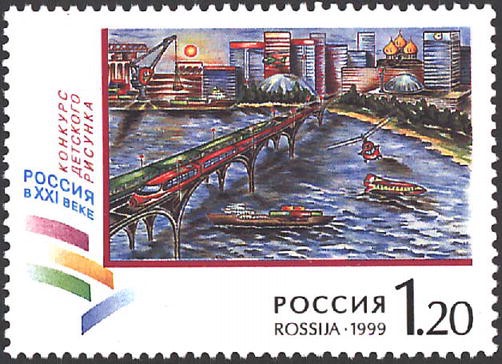 КОНКУРС
ДЕТСКОГО
РИСУНКА
РОССИЯ
В XXI ВЕКЕ
РОССИЯ 1.20
ROSSIJA · 1999